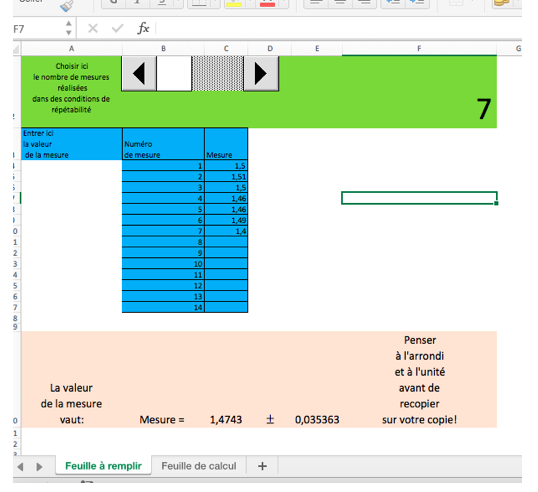 F7 fx
A B C D E F G
Choisir ici
le nombre de mesures
réalisées
dans des conditions de
répétabilité
7
Entrer ici
la valeur
de la mesure
Numéro
de mesure
Mesure
1 1,5
2 1,51
3 1,5
4 1,46
5 1,46
6 1,49
7 1,4
8
9
10
11
12
13
14
La valeur
de la mesure
vaut:
Mesure = 1,4743 ± 0,035363
Penser
à l'arrondi
et à l'unité
avant de
recopier
sur votre copie!
Feuille à remplir Feuille de calcul +